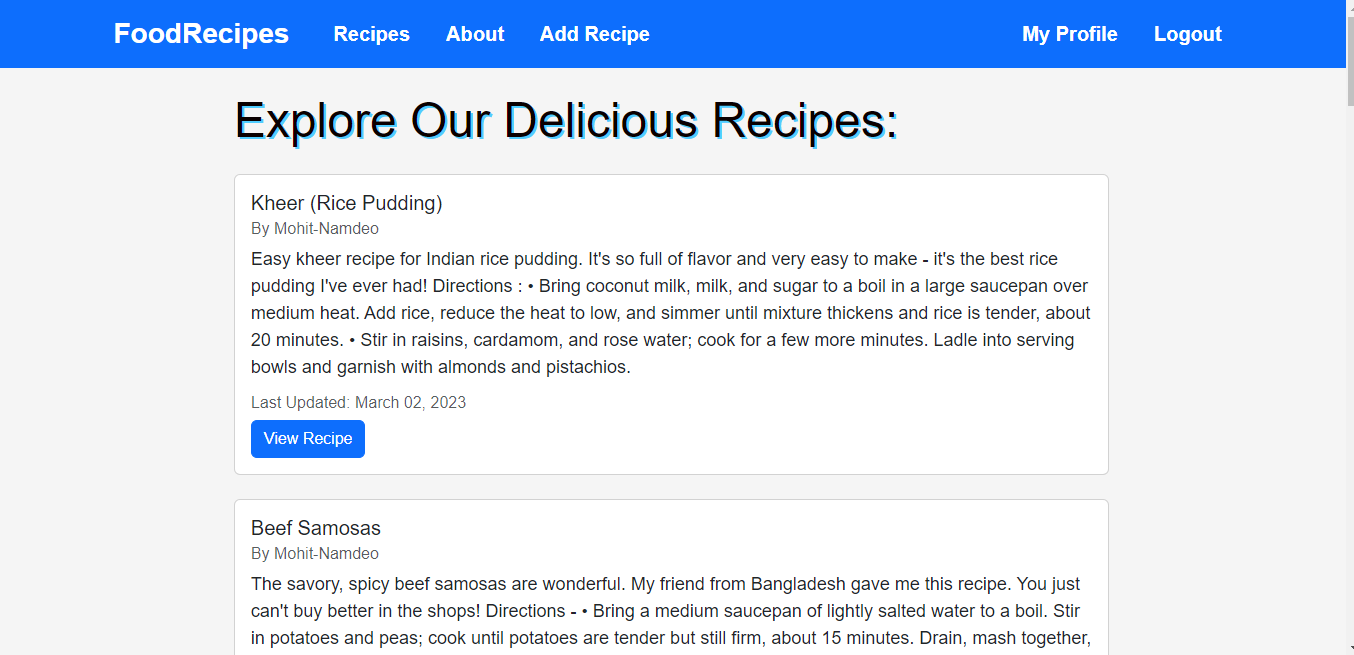 FoodRecipes Recipes About Add Recipe My Profile Logout
Explore Our Delicious Recipes:
Kheer (Rice Pudding)
By Mohit-Namdeo
Easy kheer recipe for Indian rice pudding. It's so full of flavor and very easy to make - it's the best rice
pudding I've ever had! Directions : • Bring coconut milk, milk, and sugar to a boil in a large saucepan over
medium heat. Add rice, reduce the heat to low, and simmer until mixture thickens and rice is tender, about
20 minutes. • Stir in raisins, cardamom, and rose water; cook for a few more minutes. Ladle into serving
bowls and garnish with almonds and pistachios.
Last Updated: March 02, 2023
View Recipe
Beef Samosas
By Mohit-Namdeo
The savory, spicy beef samosas are wonderful. My friend from Bangladesh gave me this recipe. You just
can't buy better in the shops! Directions - • Bring a medium saucepan of lightly salted water to a boil. Stir
in potatoes and peas; cook until potatoes are tender but still firm, about 15 minutes. Drain, mash together,